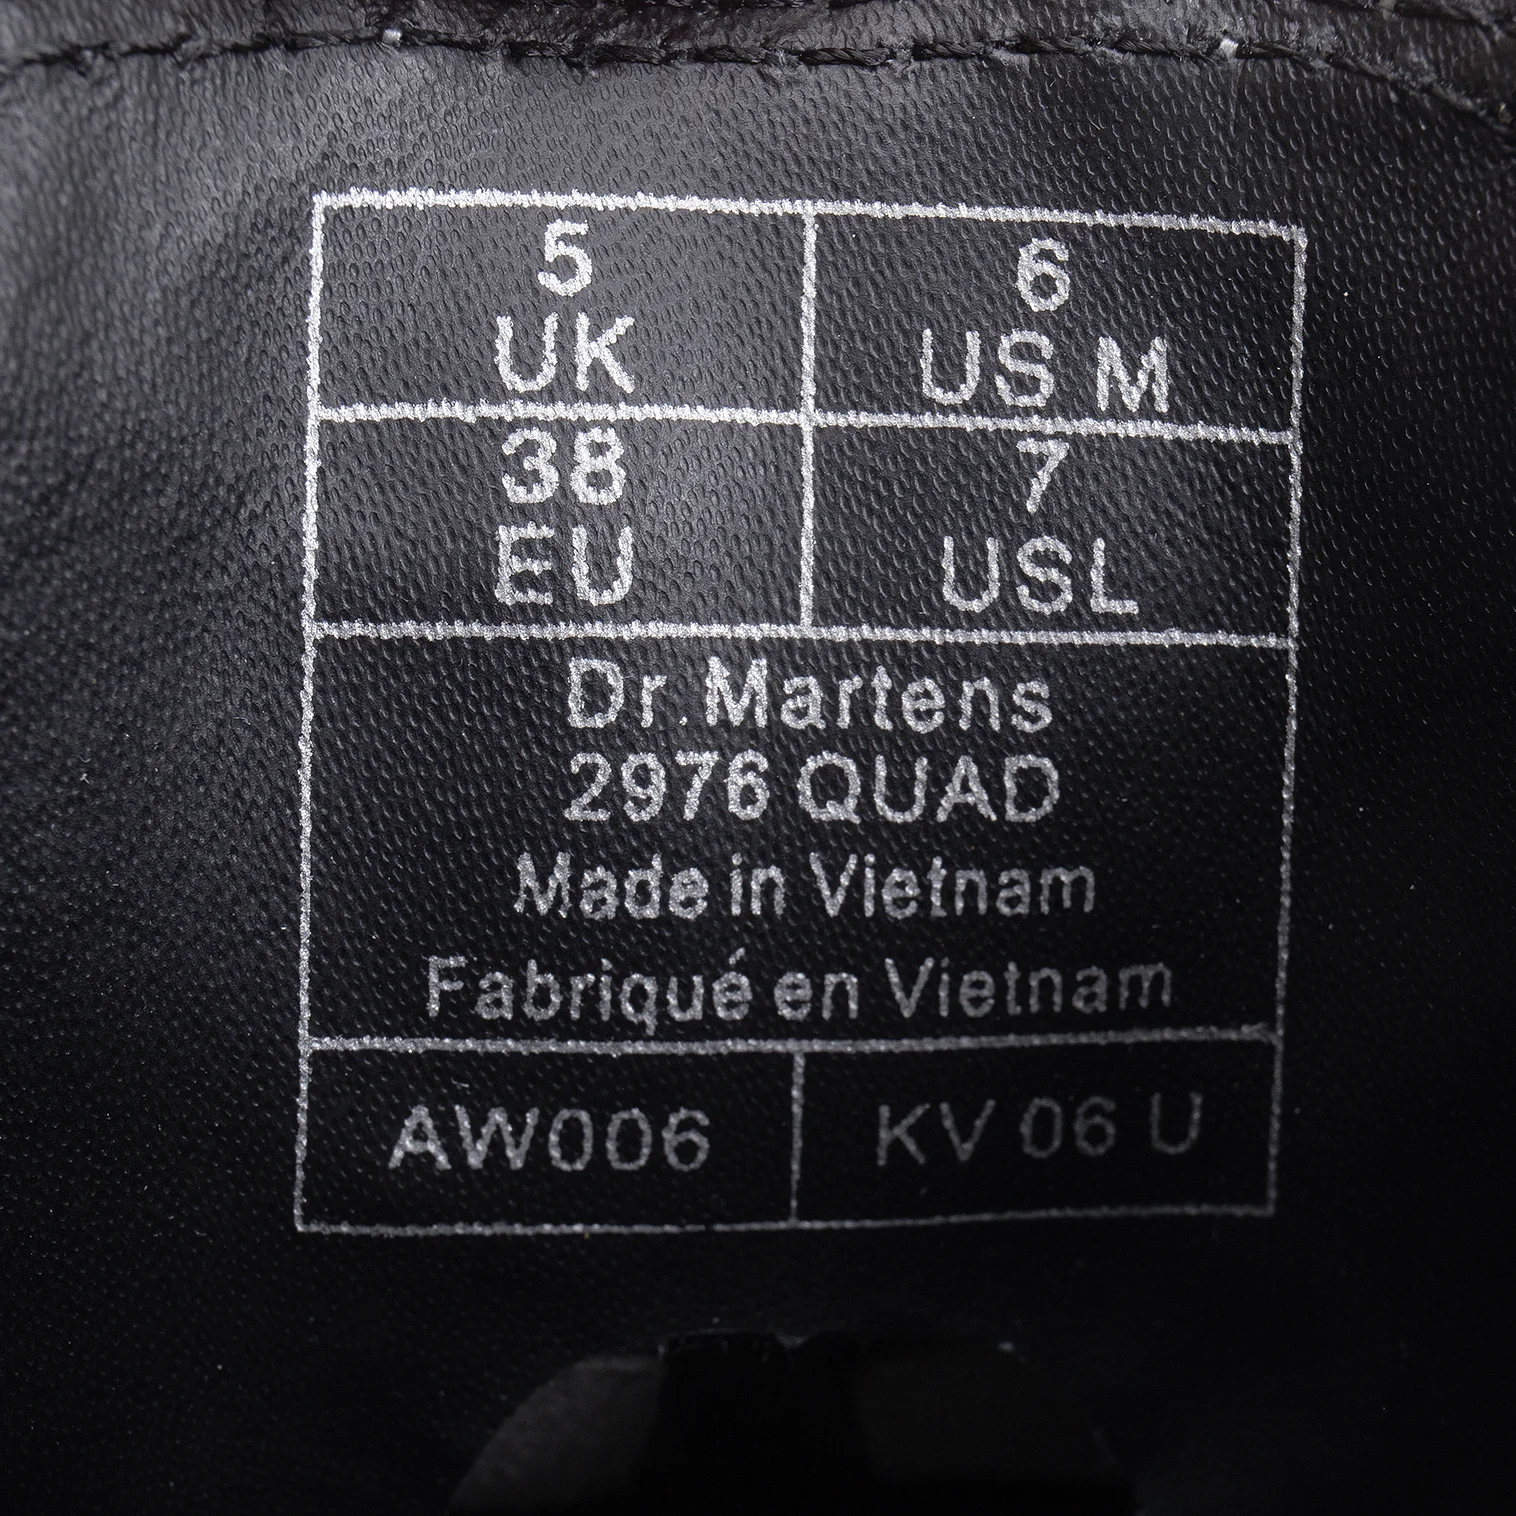 5
UK
6
US M
38
EU
7
USL
Dr. Martens
2976 QUAD
Made in Vietnam
Fabriqué en Vietnam
AW006
KV 06 U